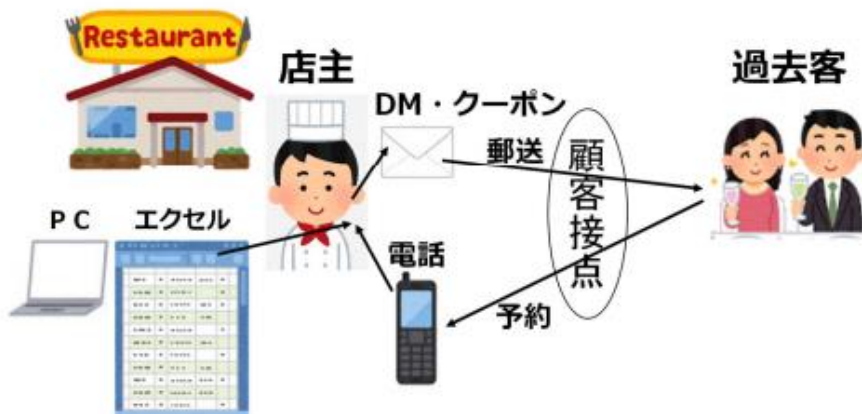 Restaurant
店主
過去客
DM・クーポン
郵送
顧客接点
PC
エクセル
電話
予約